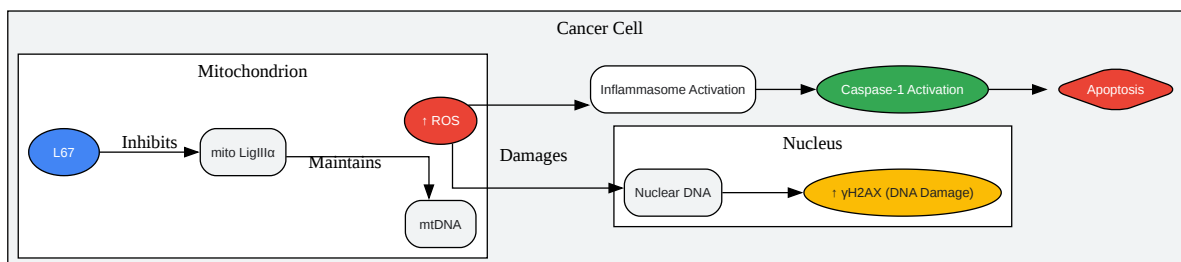 Cancer Cell
Mitochondrion
L67
Inhibits
mito LigIIIα
Maintains
mtDNA
↑ ROS
Damages
Inflammasome Activation
Caspase-1 Activation
Apoptosis
Nucleus
Nuclear DNA
↑ γH2AX (DNA Damage)